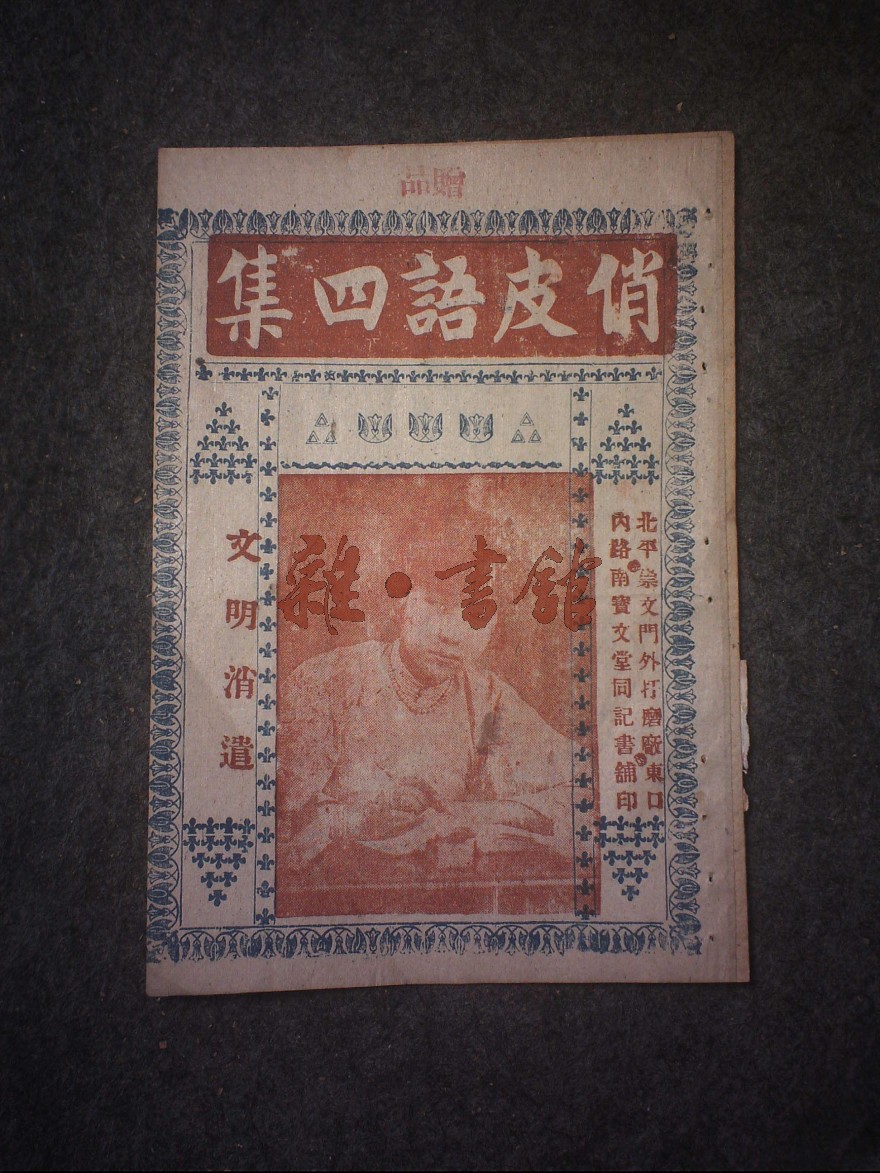 贈品
俏皮語四集
北平崇文門外打磨廠東口
內路南寶文堂同記書舖印
文明消遣
雜·書館